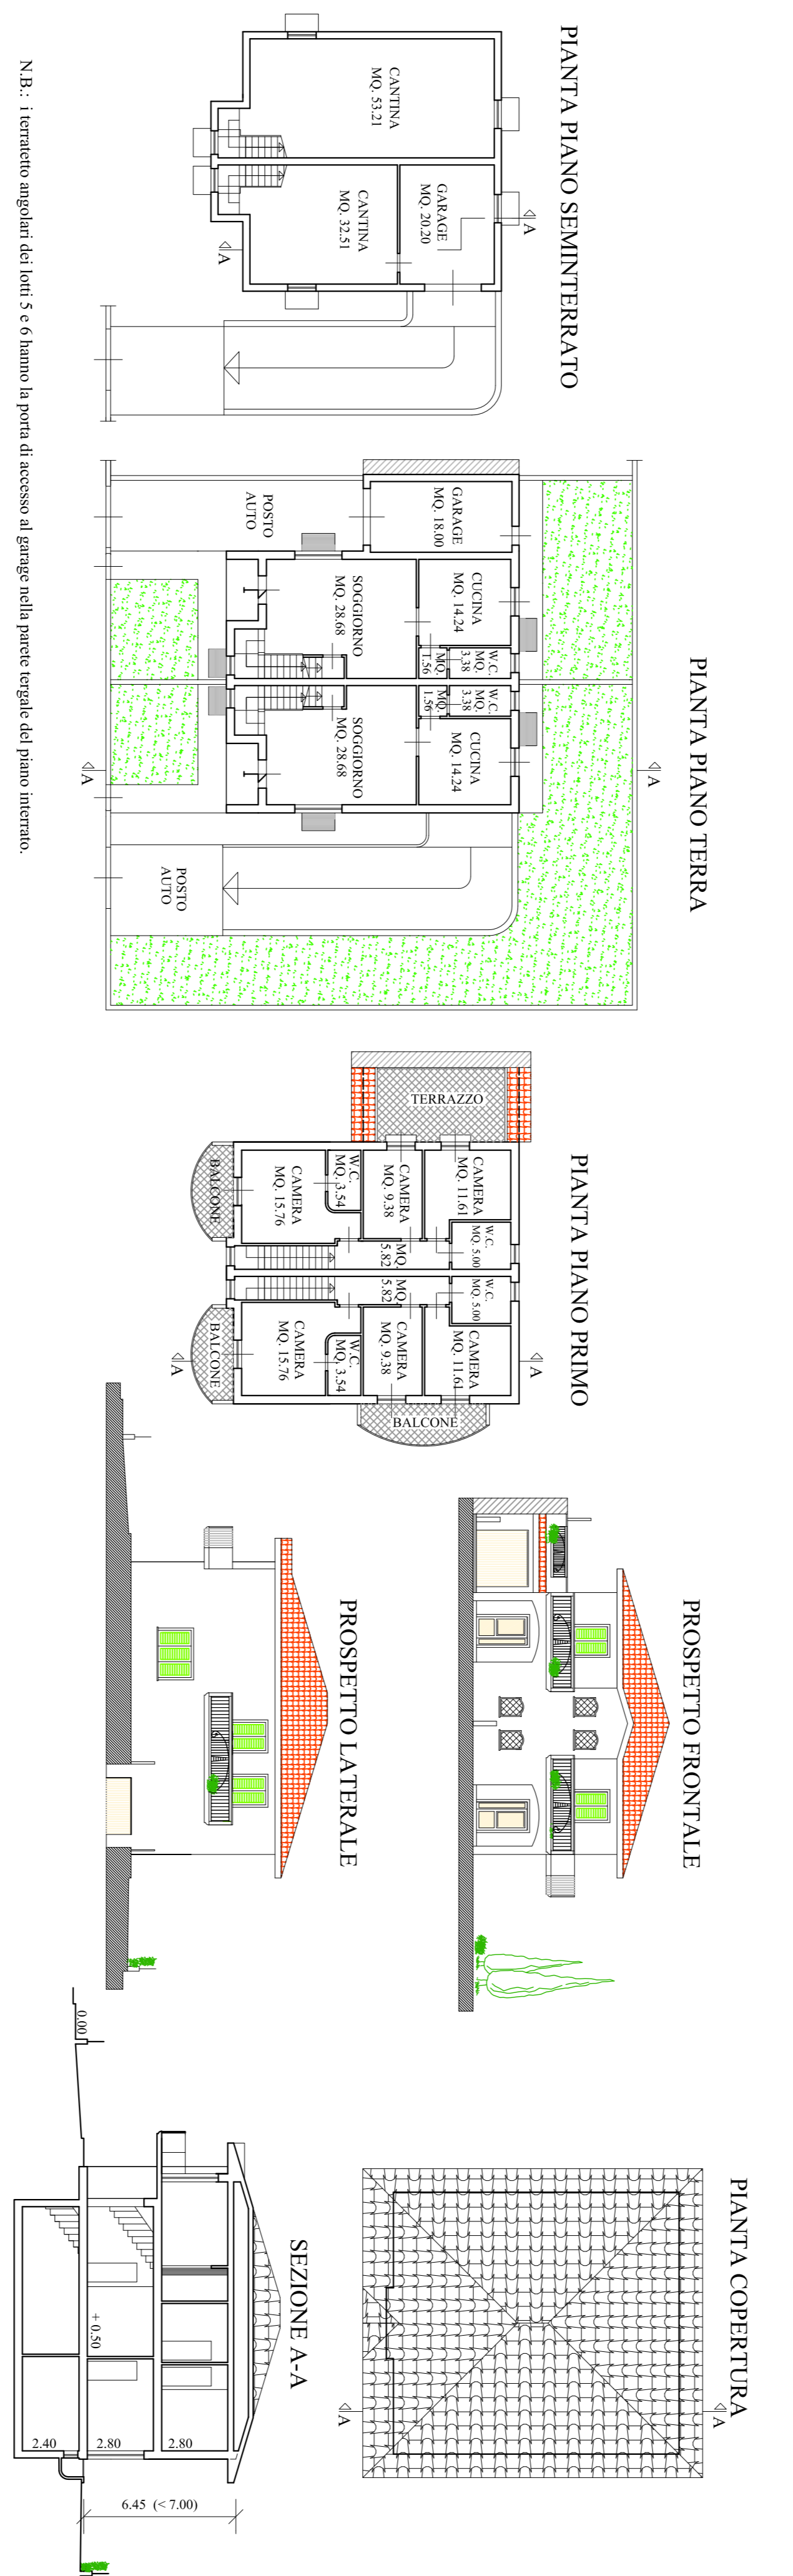 PIANTA PIANO SEMINTERRATO
CANTINA
MQ. 53.21
GARAGE
MQ. 20.20
CANTINA
MQ. 32.51
A
A
N.B.: i terratetto angolari dei lotti 5 e 6 hanno la porta di accesso al garage nella parete tergale del piano interrato.
PIANTA PIANO TERRA
GARAGE
MQ. 18.00
POSTO
AUTO
CUCINA
MQ. 14.24
W.C.
MQ.
3.38
MQ.
1.56
SOGGIORNO
MQ. 28.68
W.C.
MQ.
3.38
MQ.
1.56
CUCINA
MQ. 14.24
SOGGIORNO
MQ. 28.68
POSTO
AUTO
A
A
PIANTA PIANO PRIMO
TERRAZZO
CAMERA
MQ. 11.61
W.C.
MQ. 5.00
CAMERA
MQ. 9.38
W.C.
MQ. 3.54
MQ.
5.82
CAMERA
MQ. 15.76
BALCONE
W.C.
MQ. 5.00
CAMERA
MQ. 11.61
MQ.
5.82
CAMERA
MQ. 9.38
W.C.
MQ. 3.54
CAMERA
MQ. 15.76
BALCONE
BALCONE
A
A
PROSPETTO FRONTALE
PROSPETTO LATERALE
PIANTA COPERTURA
A
A
SEZIONE A-A
0.00
+ 0.50
2.40
2.80
2.80
6.45 (< 7.00)